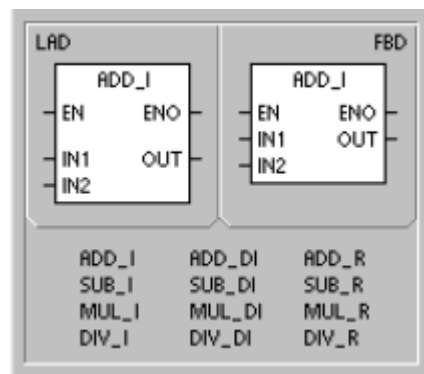 LAD FBD
ADD_I ADD_I
EN ENO EN ENO
IN1 OUT IN1 OUT
IN2 IN2
ADD_I ADD_DI ADD_R
SUB_I SUB_DI SUB_R
MUL_I MUL_DI MUL_R
DIV_I DIV_DI DIV_R